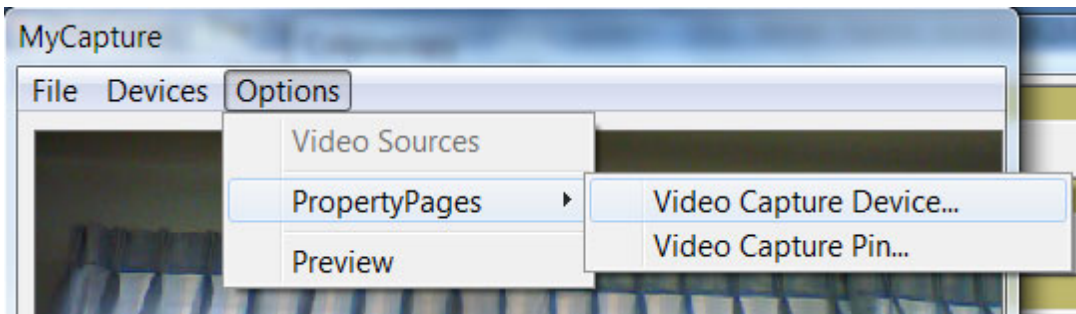 MyCapture
File Devices Options
Video Sources
PropertyPages
Video Capture Device...
Video Capture Pin...
Preview